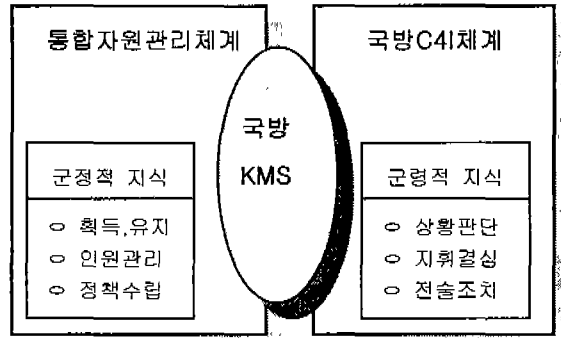 통합자원관리체계
국방C4I체계
국방
KMS
군정적 지식
획득,유지
인원관리
정책수립
군령적 지식
상황판단
지휘결심
전술조치